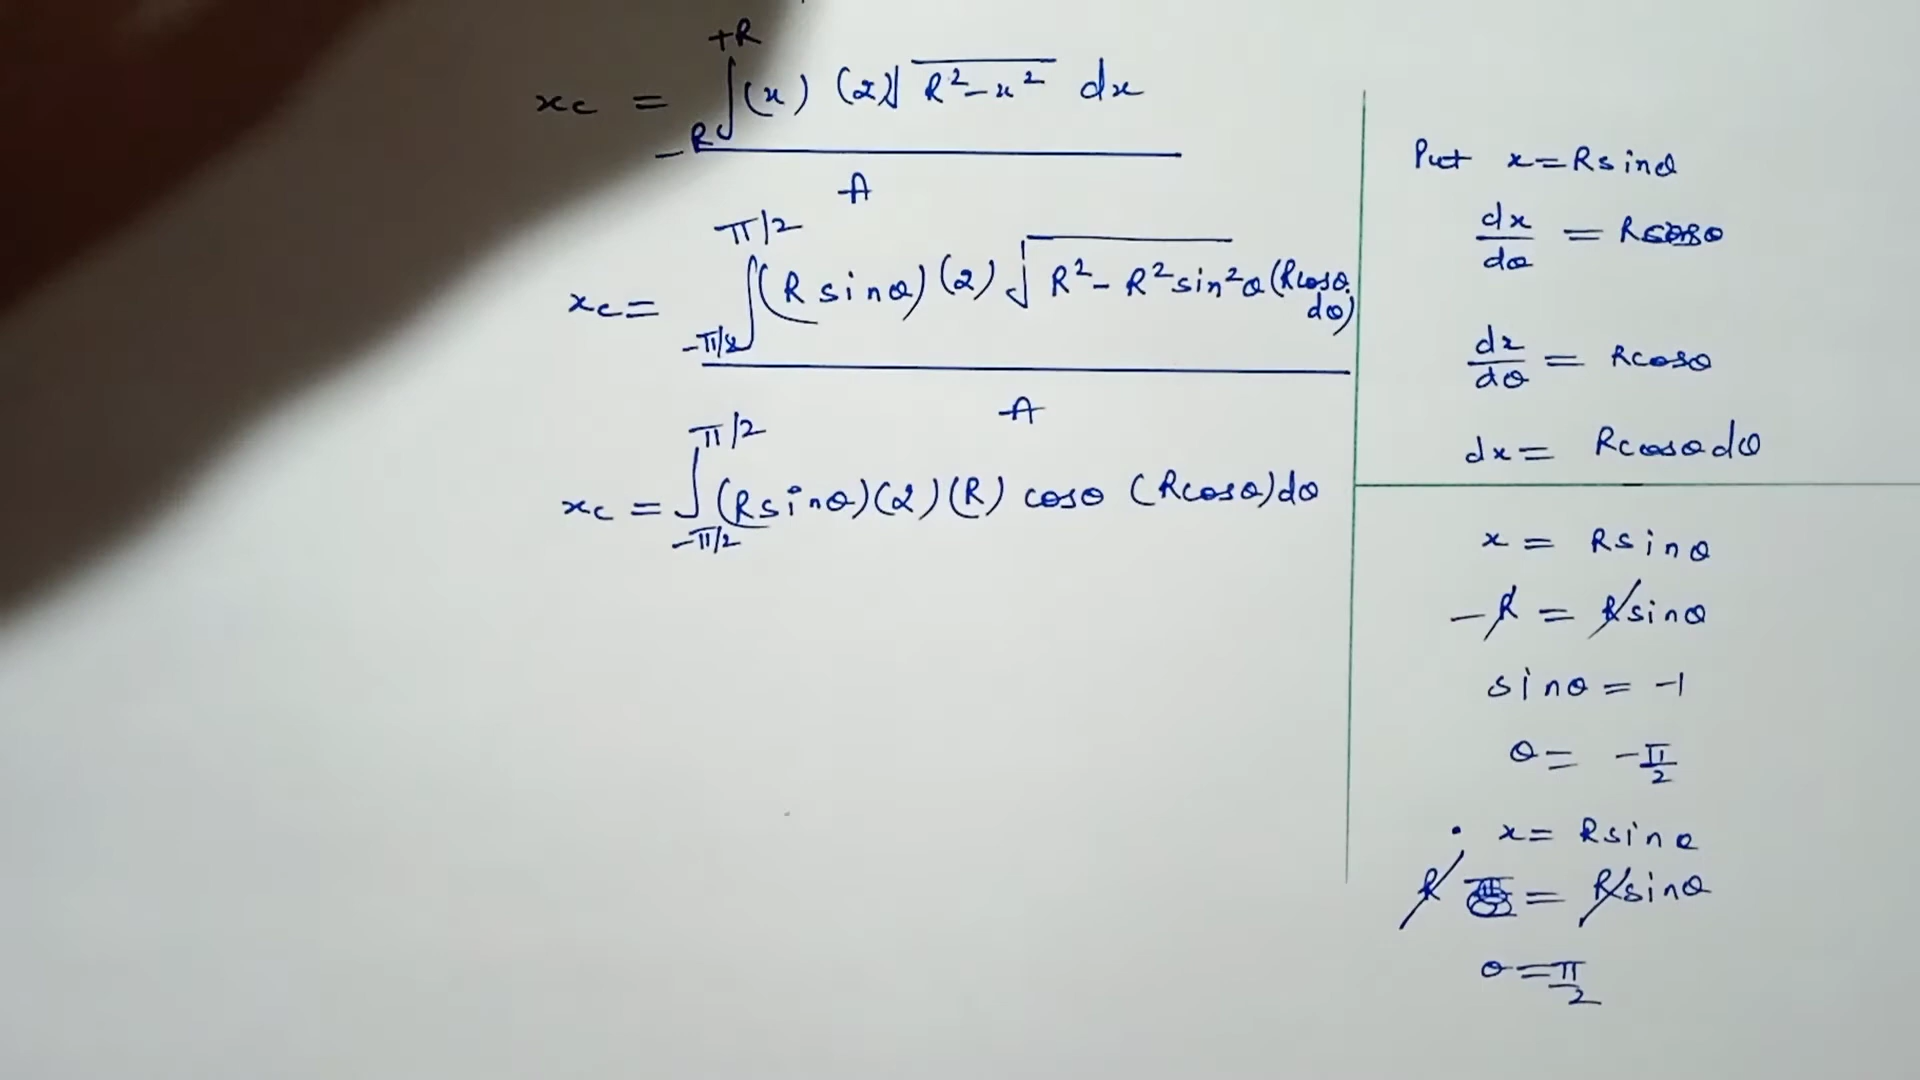 +R
xc = ∫(x) (2)√R²-x² dx
-R
A
π/2
xc = ∫(R sinθ)(2)√R²-R²sin²θ (Rcosθ.
dθ)
-π/2
A
π/2
xc = ∫(Rsinθ)(2)(R) cosθ (Rcosθ)dθ
-π/2
Put x=Rsinθ
dx/dθ = Rcosθ
dx/dθ = Rcosθ
dx = Rcosθdθ
x = Rsinθ
-R = Rsinθ
sinθ = -1
θ = -π/2
x = Rsinθ
R = Rsinθ
θ = π/2